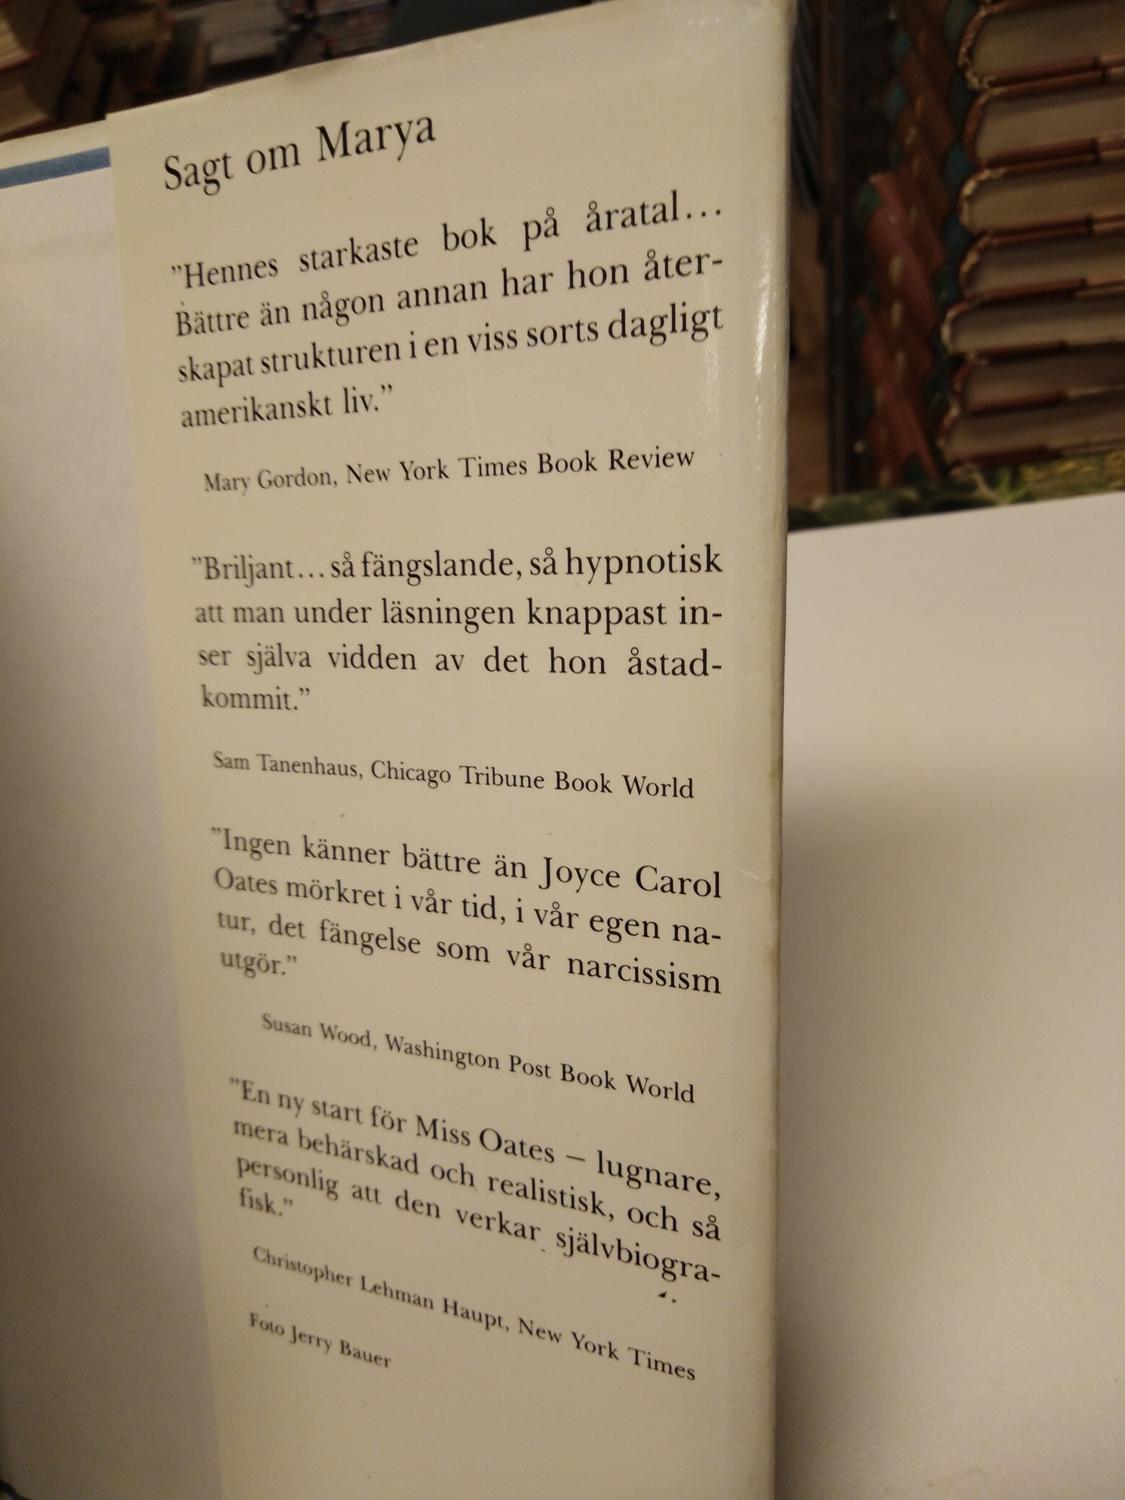 Sagt om Marya
”Hennes starkaste bok på åratal...
Bättre än någon annan har hon åter-
skapat strukturen i en viss sorts dagligt
amerikanskt liv.”
Mary Gordon, New York Times Book Review
”Briljant... så fängslande, så hypnotisk
att man under läsningen knappast in-
ser själva vidden av det hon åstad-
kommit.”
Sam Tanenhaus, Chicago Tribune Book World
”Ingen känner bättre än Joyce Carol
Oates mörkret i vår tid, i vår egen na-
tur, det fängelse som vår narcissism
utgör.”
Susan Wood, Washington Post Book World
”En ny start för Miss Oates – lugnare,
mera behärskad och realistisk, och så
personlig att den verkar självbiogra-
fisk.”
Christopher Lehman Haupt, New York Times
Foto Jerry Bauer